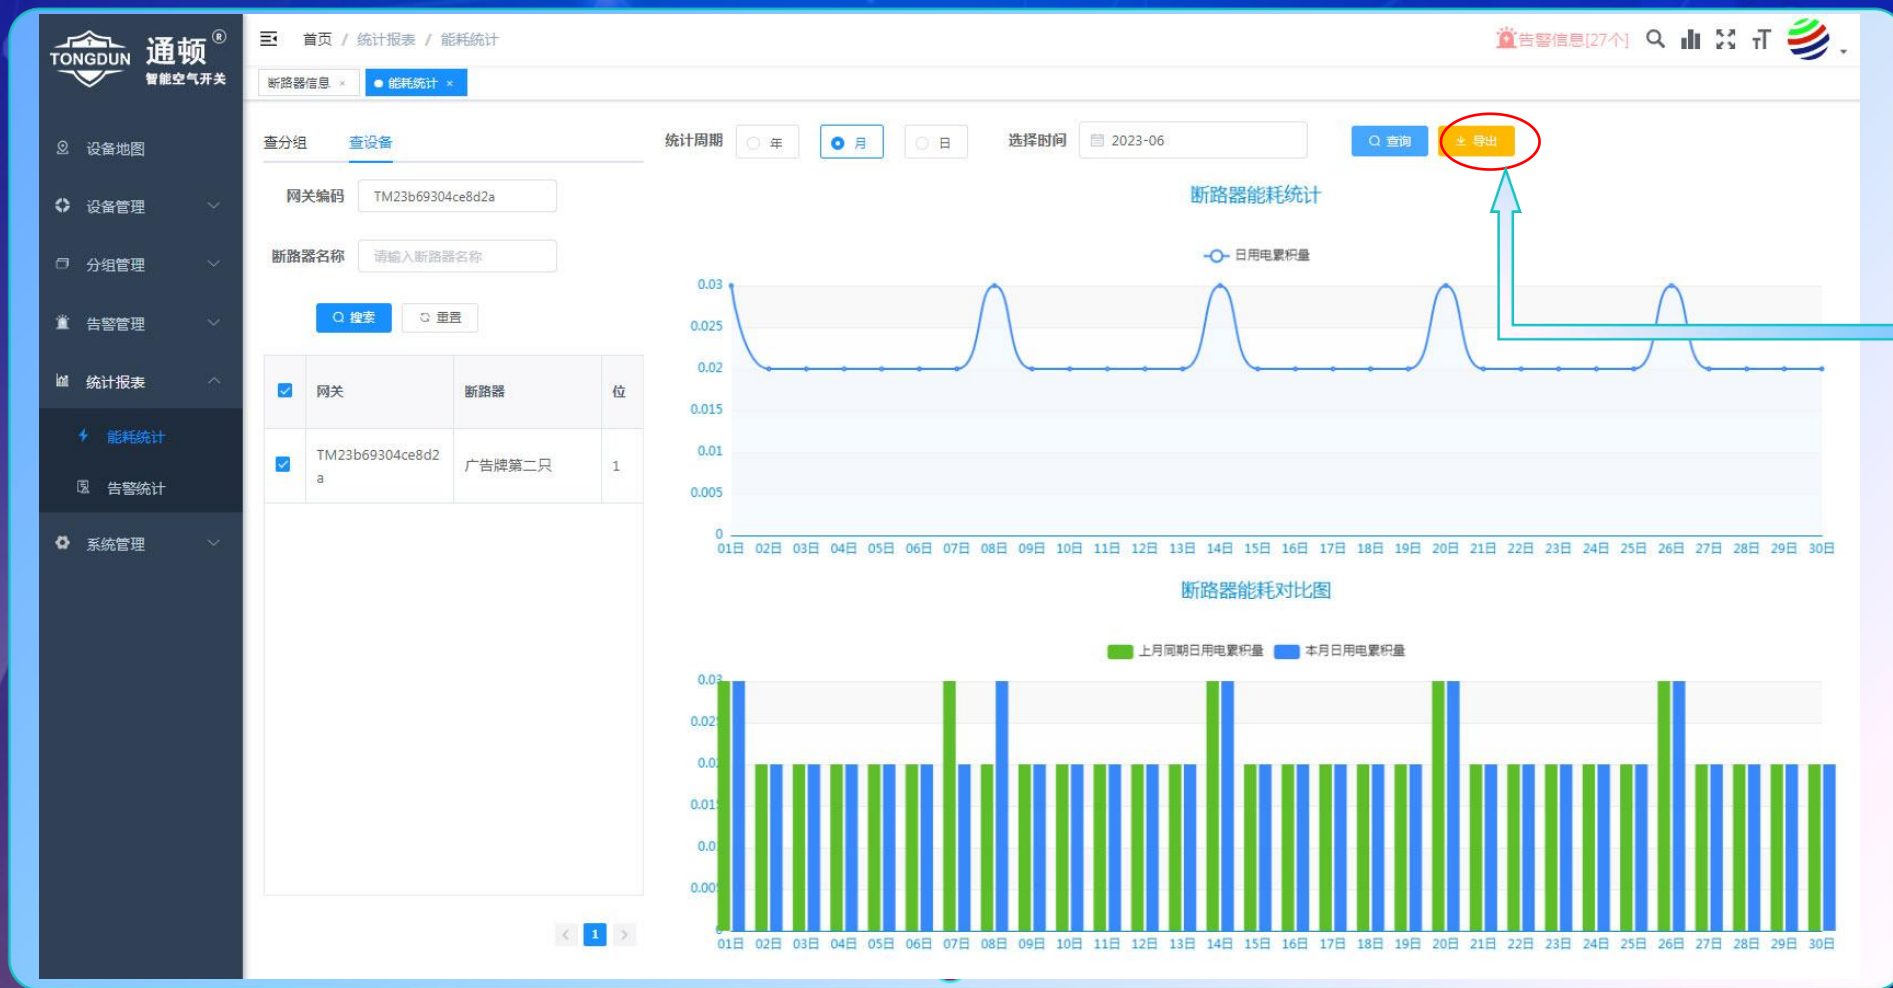 TONGDUN 通顿®
智能空气开关
设备地图
设备管理
分组管理
告警管理
统计报表
能耗统计
告警统计
系统管理
首页 / 统计报表 / 能耗统计
告警信息[27个]
断路器信息 ×
能耗统计 ×
查分组 查设备
网关编码 TM23b69304ce8d2a
断路器名称 请输入断路器名称
搜索 重置
网关 断路器 位
TM23b69304ce8d2
a
广告牌第二只 1
< 1 >
统计周期 年 月 日 选择时间 2023-06 查询 导出
断路器能耗统计
日用电累积量
0.03
0.025
0.02
0.015
0.01
0.005
0
01日 02日 03日 04日 05日 06日 07日 08日 09日 10日 11日 12日 13日 14日 15日 16日 17日 18日 19日 20日 21日 22日 23日 24日 25日 26日 27日 28日 29日 30日
断路器能耗对比图
上月同期日用电累积量 本月日用电累积量
0.03
0.02
0.0
0.01
0.0
0.00
01日 02日 03日 04日 05日 06日 07日 08日 09日 10日 11日 12日 13日 14日 15日 16日 17日 18日 19日 20日 21日 22日 23日 24日 25日 26日 27日 28日 29日 30日